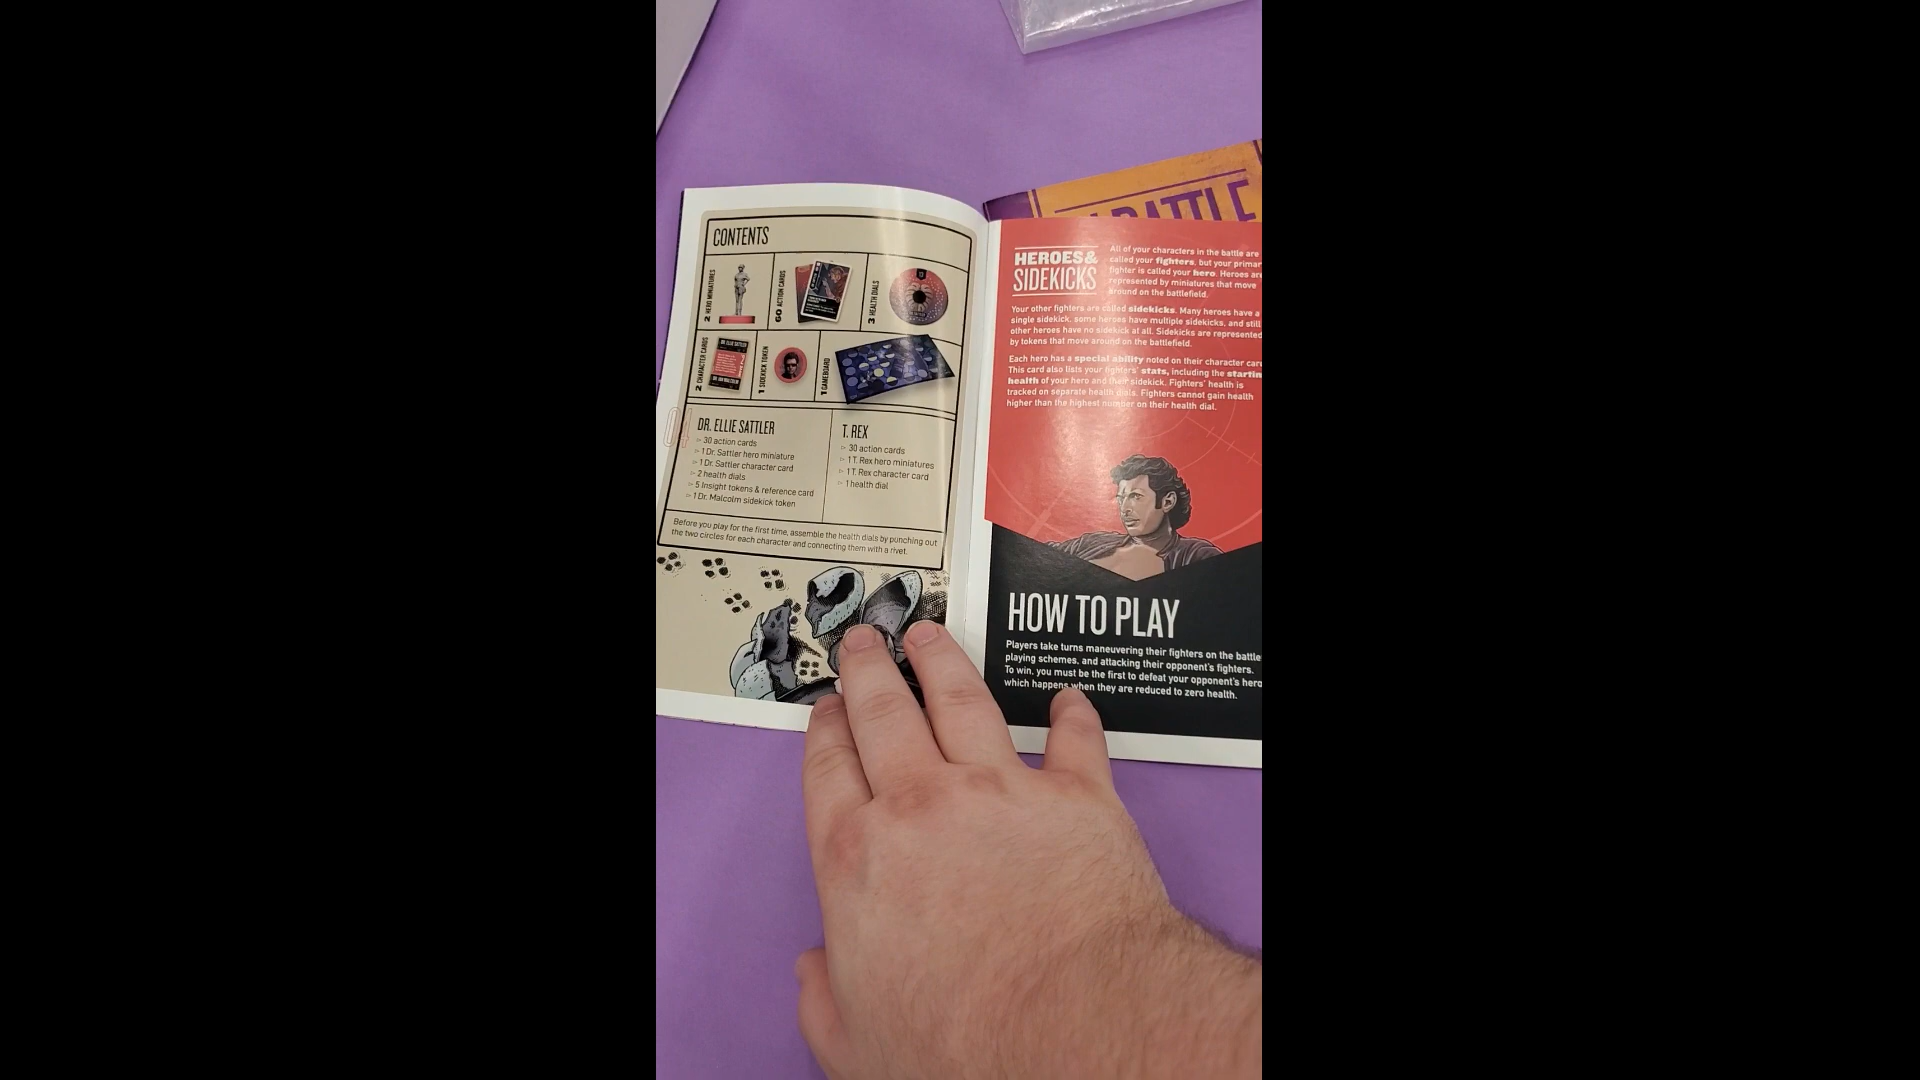 CONTENTS
2 HERO MINIATURES
60 ACTION CARDS
3 HEALTH DIALS
2 CHARACTER CARDS
1 SIDEKICK TOKEN
1 GAMEBOARD
DR. ELLIE SATTLER
DR. IAN MALCOLM
DR. ELLIE SATTLER
▷ 30 action cards
▷ 1 Dr. Sattler hero miniature
▷ 1 Dr. Sattler character card
▷ 2 health dials
▷ 5 Insight tokens & reference card
▷ 1 Dr. Malcolm sidekick token
T. REX
▷ 30 action cards
▷ 1 T. Rex hero miniatures
▷ 1 T. Rex character card
▷ 1 health dial
Before you play for the first time, assemble the health dials by punching out
the two circles for each character and connecting them with a rivet.
04
BATTLE
HEROES &
SIDEKICKS
All of your characters in the battle are
called your fighters, but your primar
fighter is called your hero. Heroes are
represented by miniatures that move
around on the battlefield.
Your other fighters are called sidekicks. Many heroes have a
single sidekick, some heroes have multiple sidekicks, and still
other heroes have no sidekick at all. Sidekicks are represented
by tokens that move around on the battlefield.
Each hero has a special ability noted on their character car
This card also lists your fighters' stats, including the startin
health of your hero and their sidekick. Fighters' health is
tracked on separate health dials. Fighters cannot gain health
higher than the highest number on their health dial.
HOW TO PLAY
Players take turns maneuvering their fighters on the battle
playing schemes, and attacking their opponent's fighters.
To win, you must be the first to defeat your opponent's hero
which happens when they are reduced to zero health.